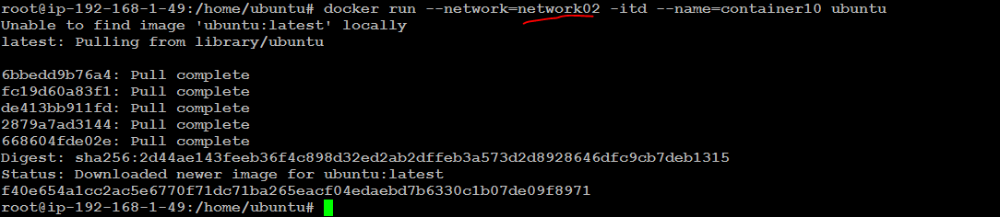 root@ip-192-168-1-49:/home/ubuntu# docker run --network=network02 -itd --name=container10 ubuntu
Unable to find image 'ubuntu:latest' locally
latest: Pulling from library/ubuntu
6bbedd9b76a4: Pull complete
fc19d60a83f1: Pull complete
de413bb911fd: Pull complete
2879a7ad3144: Pull complete
668604fde02e: Pull complete
Digest: sha256:2d44ae143feeb36f4c898d32ed2ab2dffeb3a573d2d8928646dfc9cb7deb1315
Status: Downloaded newer image for ubuntu:latest
f40e654a1cc2ac5e6770f71dc71ba265eacf04edaebd7b6330c1b07de09f8971
root@ip-192-168-1-49:/home/ubuntu#